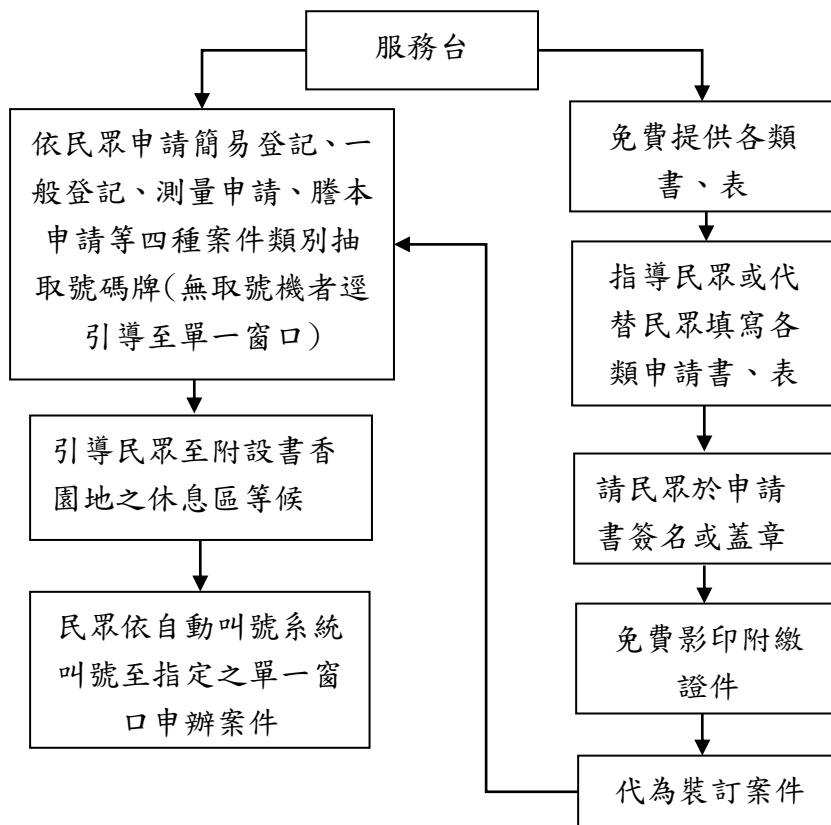 服務台
依民眾申請簡易登記、一
般登記、測量申請、謄本
申請等四種案件類別抽
取號碼牌(無取號機者逕
引導至單一窗口)
引導民眾至附設書香
園地之休息區等候
民眾依自動叫號系統
叫號至指定之單一窗
口申辦案件
免費提供各類
書、表
指導民眾或代
替民眾填寫各
類申請書、表
請民眾於申請
書簽名或蓋章
免費影印附繳
證件
代為裝訂案件